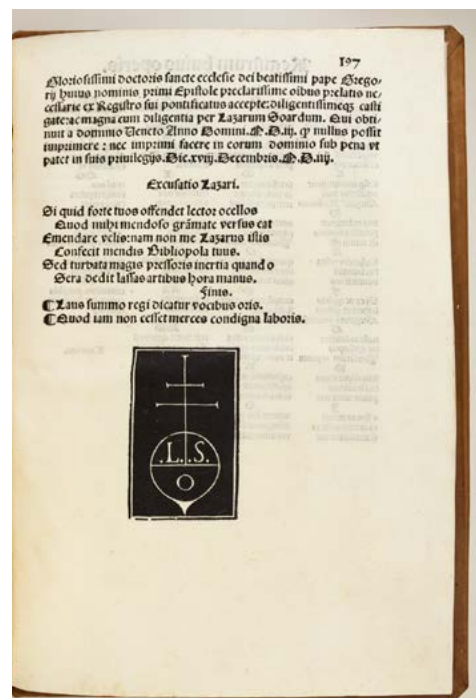 197
Gloriosissimi doctoris sancte ecclesie dei beatissimi pape Grego⸗
rij huius nominis primi Epistole preclarissime oībus prelatis ne⸗
cessarie ex Registro sui pontificatus accepte:diligentissimeqȝ casti
gate:ac magna cum diligentia per Lazarum Soardum. Qui obti⸗
nuit a dominio Veneto Anno Domini.M.D.iij. ꝙ nullus possit
imprimere : nec imprimi facere in eorum dominio sub pena vt
patet in suis priuilegijs. Die.xviij. Decembris. M.D.iiij.
Excusatio Lazari.
Si quid forte tuos offendet lector ocellos
Quod mihi mendoso grāmate versus eat
Emendare velis:nam non me Lazarus istis
Confecit mendis Bibliopola tuus.
Sed turbata magis pressoris inertia quando
Sera dedit lassas artibus hora manus.
Finis.
¶ Laus summo regi dicatur vocibus oris.
¶ Quod iam non cesset merces condigna laboris.
.L. .S.